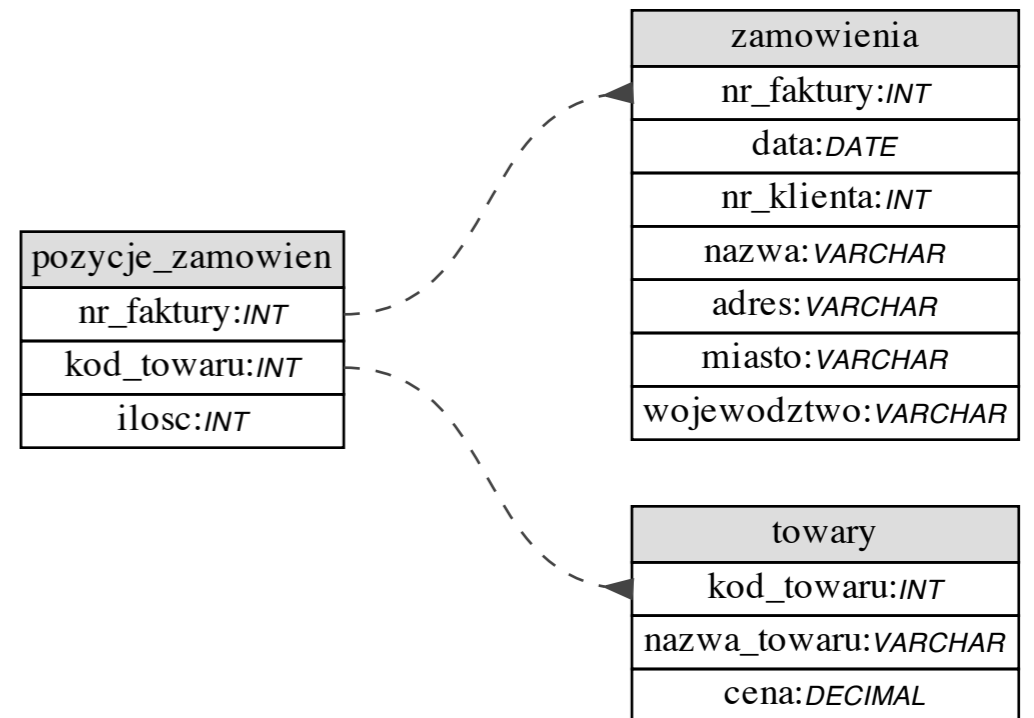 pozycje_zamowien
nr_faktury:INT
kod_towaru:INT
ilosc:INT
zamowienia
nr_faktury:INT
data:DATE
nr_klienta:INT
nazwa:VARCHAR
adres:VARCHAR
miasto:VARCHAR
wojewodztwo:VARCHAR
towary
kod_towaru:INT
nazwa_towaru:VARCHAR
cena:DECIMAL